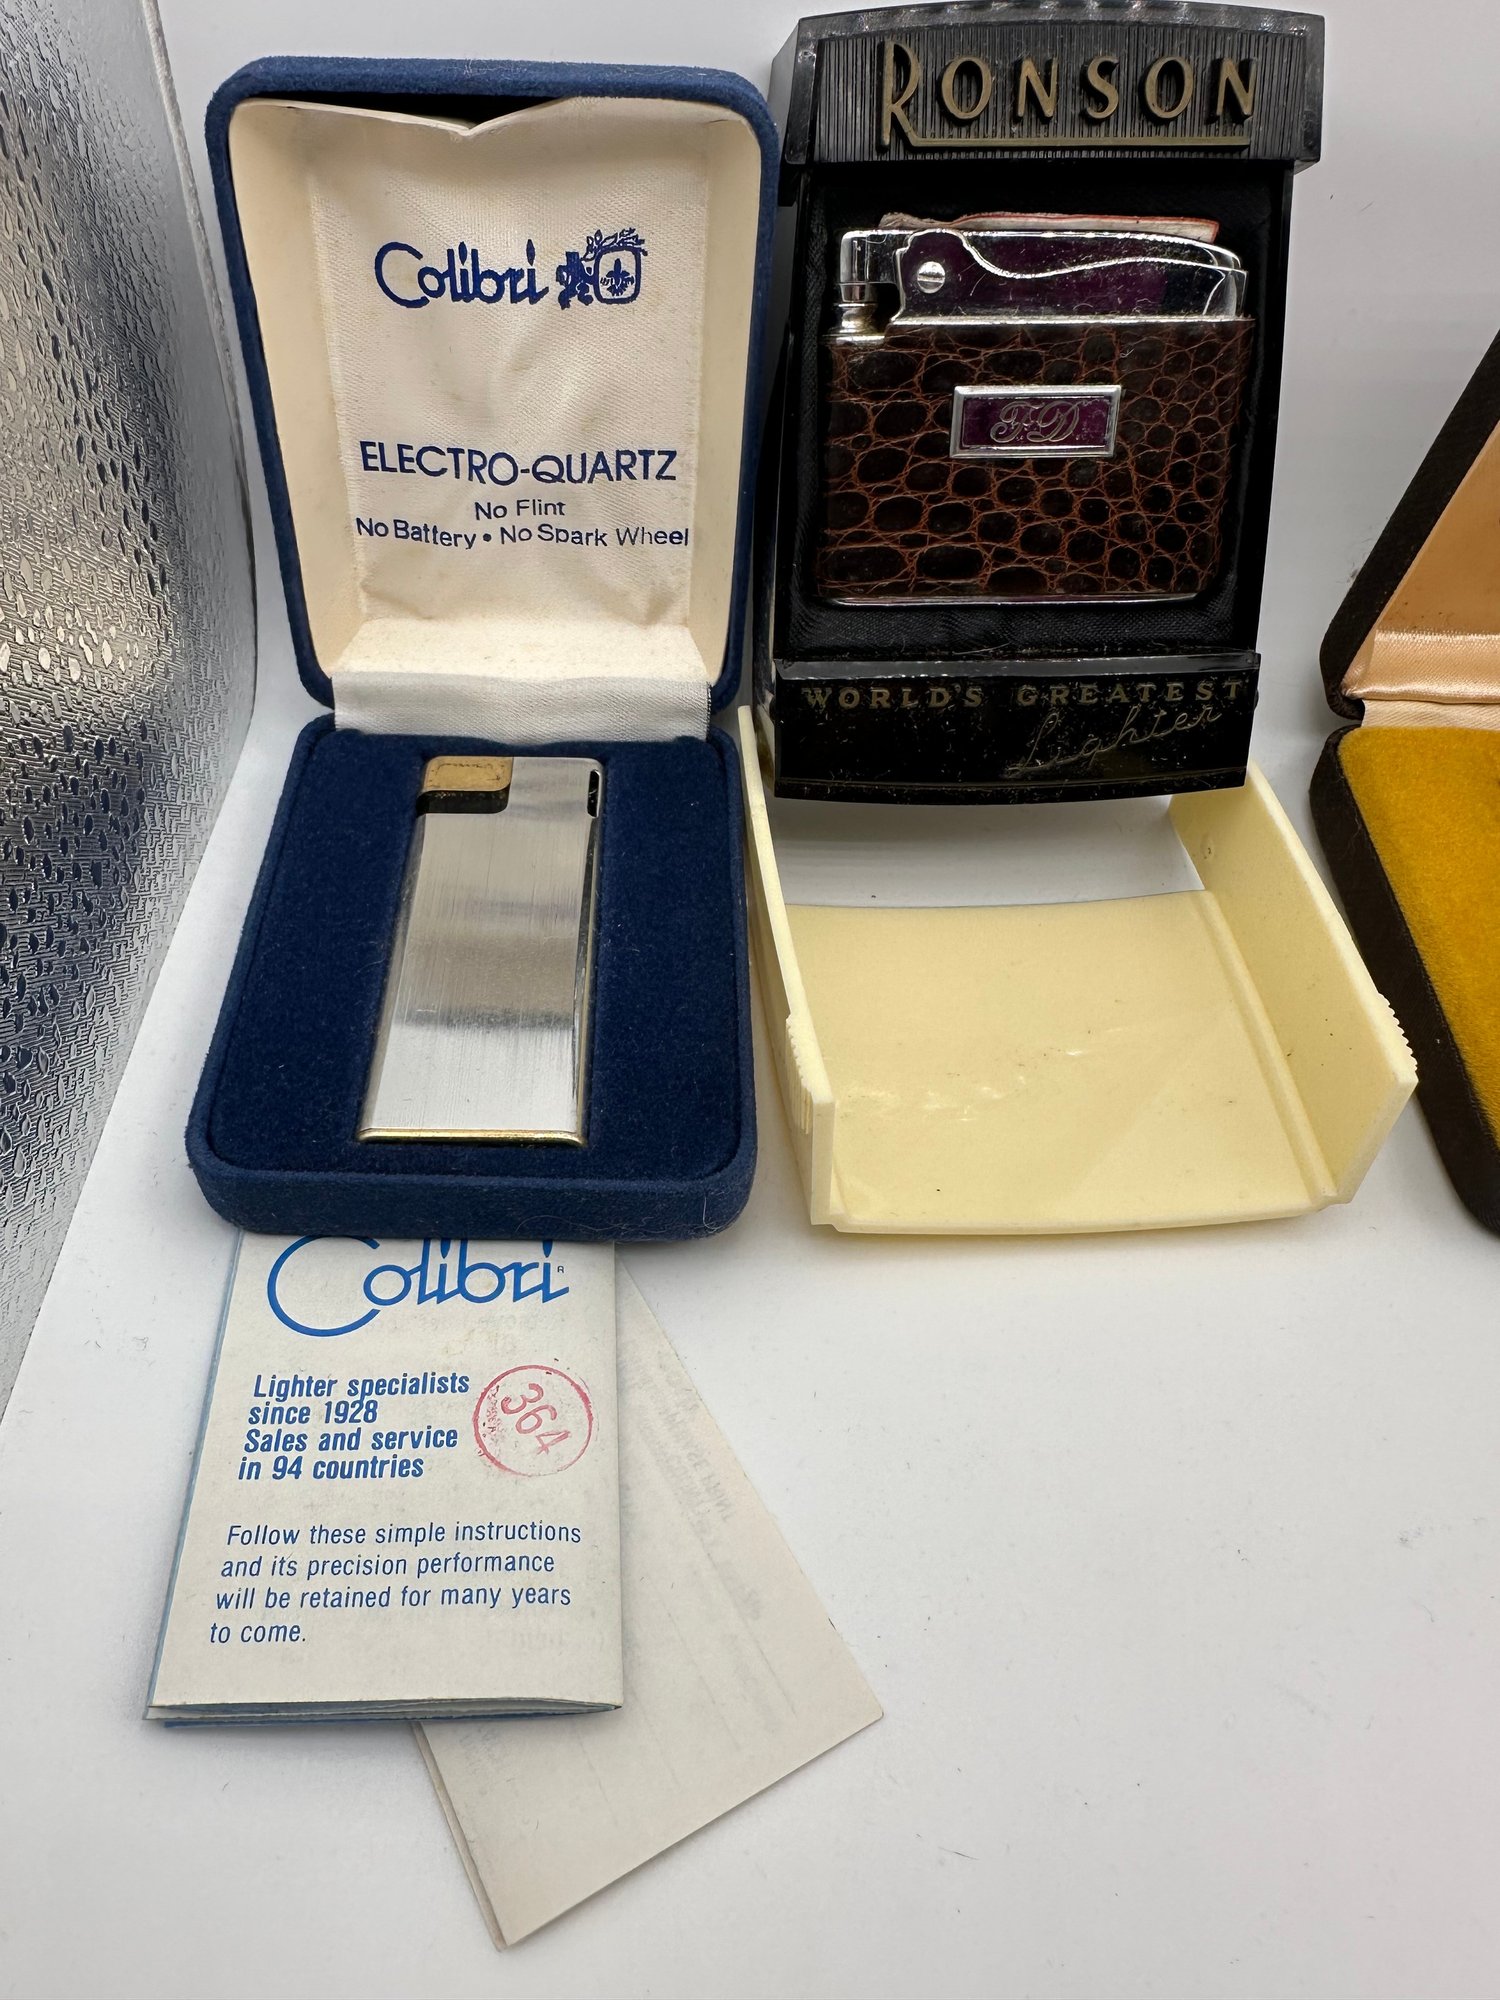 Colibri
ELECTRO-QUARTZ
No Flint
No Battery • No Spark Wheel
RONSON
WORLD'S GREATEST
Lighter
Colibri
Lighter specialists
since 1928
Sales and service
in 94 countries
364
Follow these simple instructions
and its precision performance
will be retained for many years
to come.